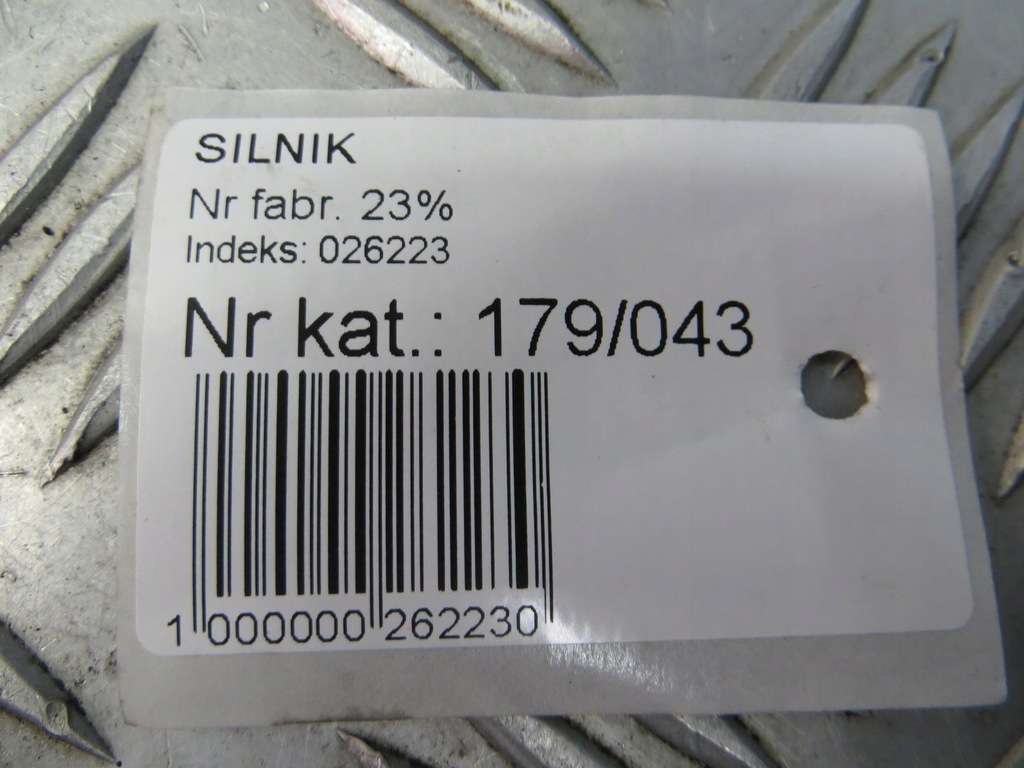 SILNIK
Nr fabr. 23%
Indeks: 026223
Nr kat.: 179/043
1 000000 262230